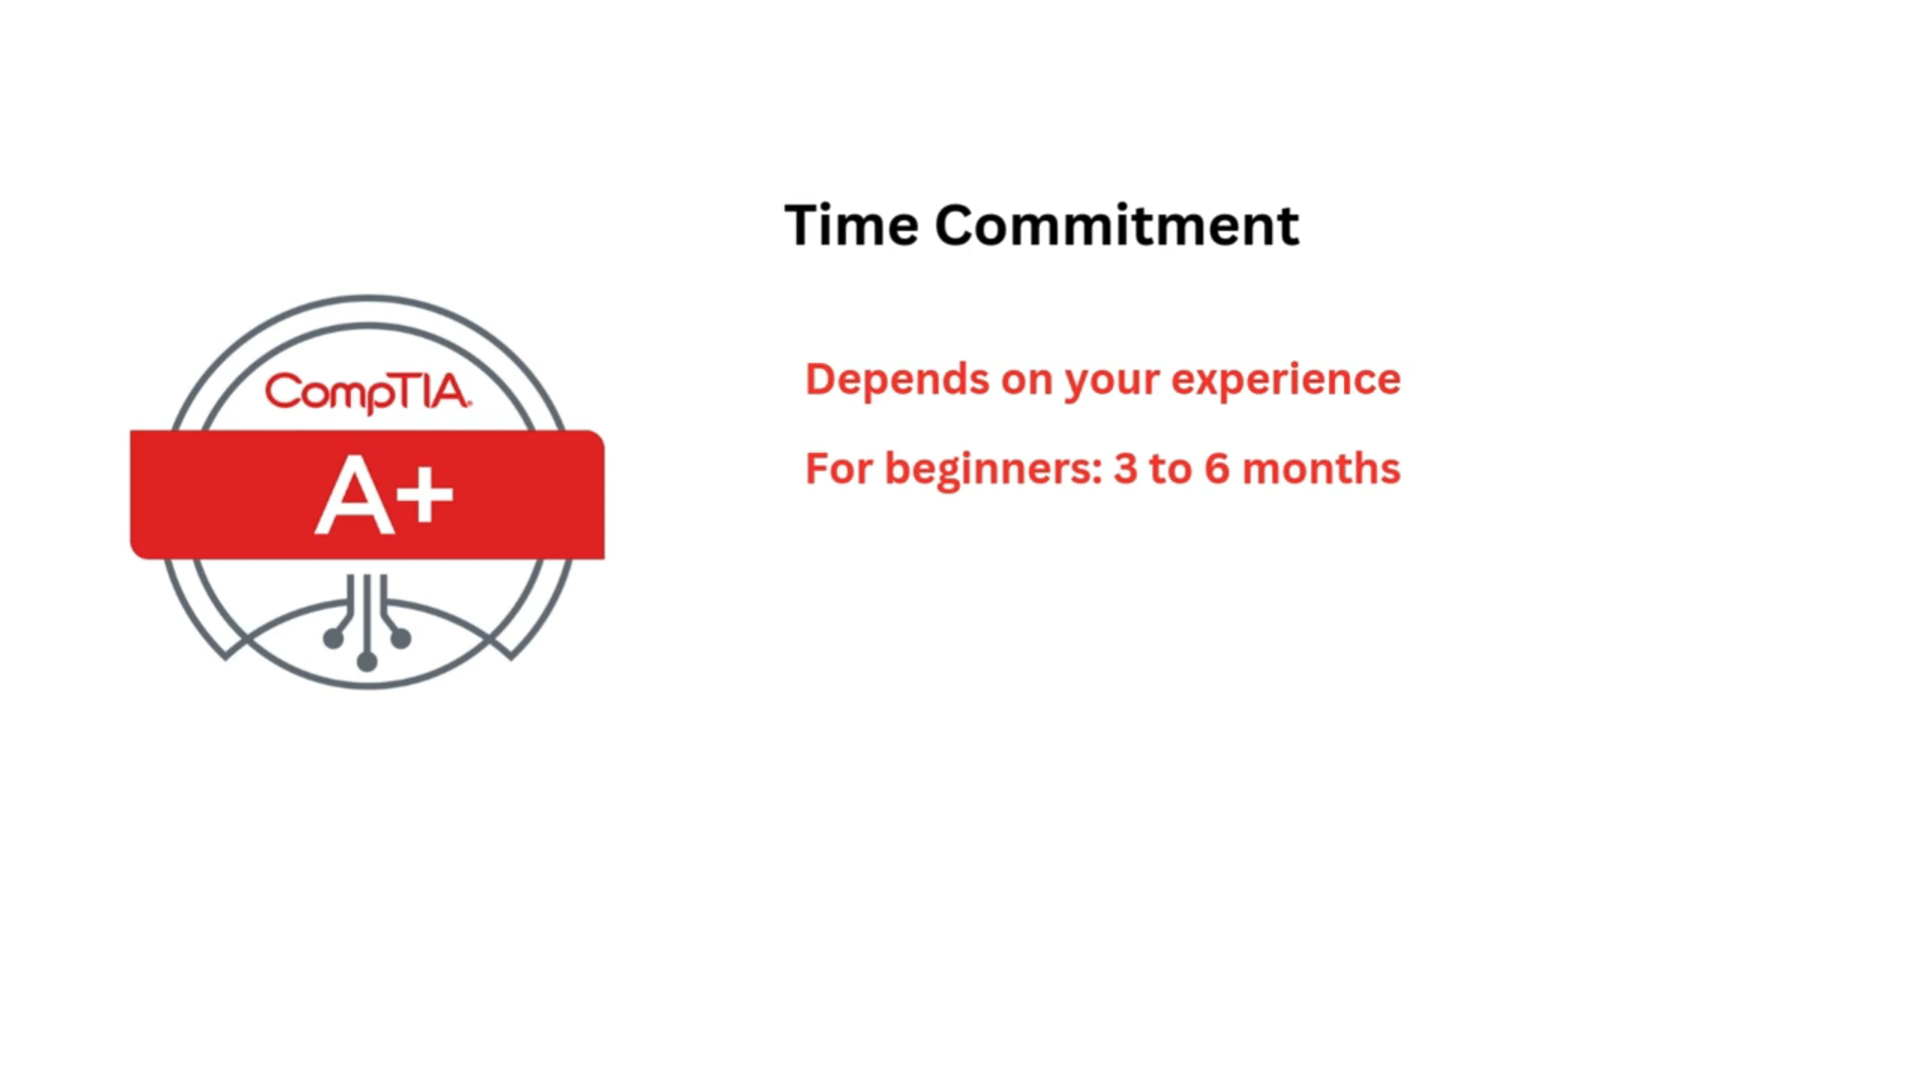 Time Commitment
CompTIA.
A+
Depends on your experience
For beginners: 3 to 6 months